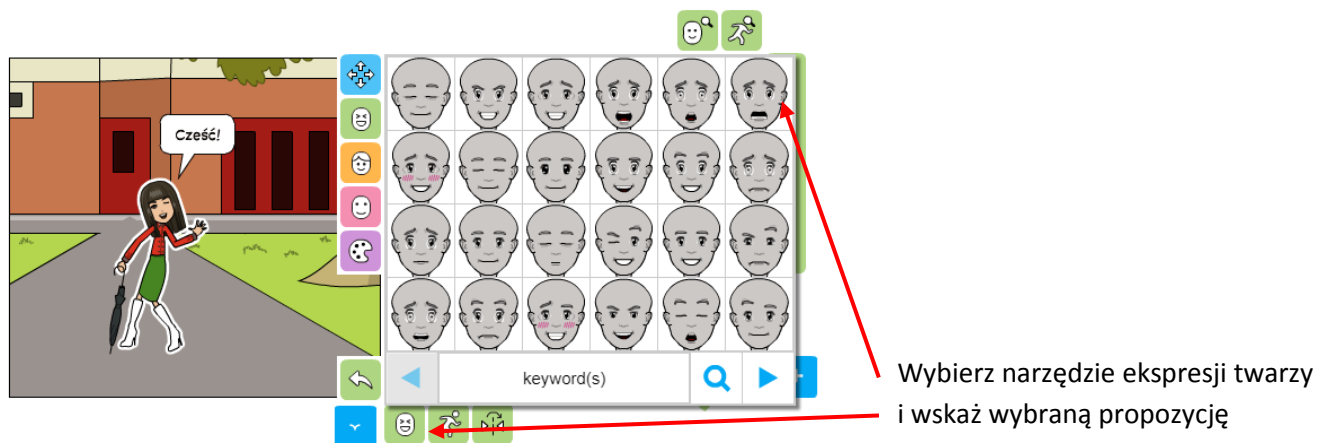 Cześć!
keyword(s)
Wybierz narzędzie ekspresji twarzy
i wskaż wybraną propozycję